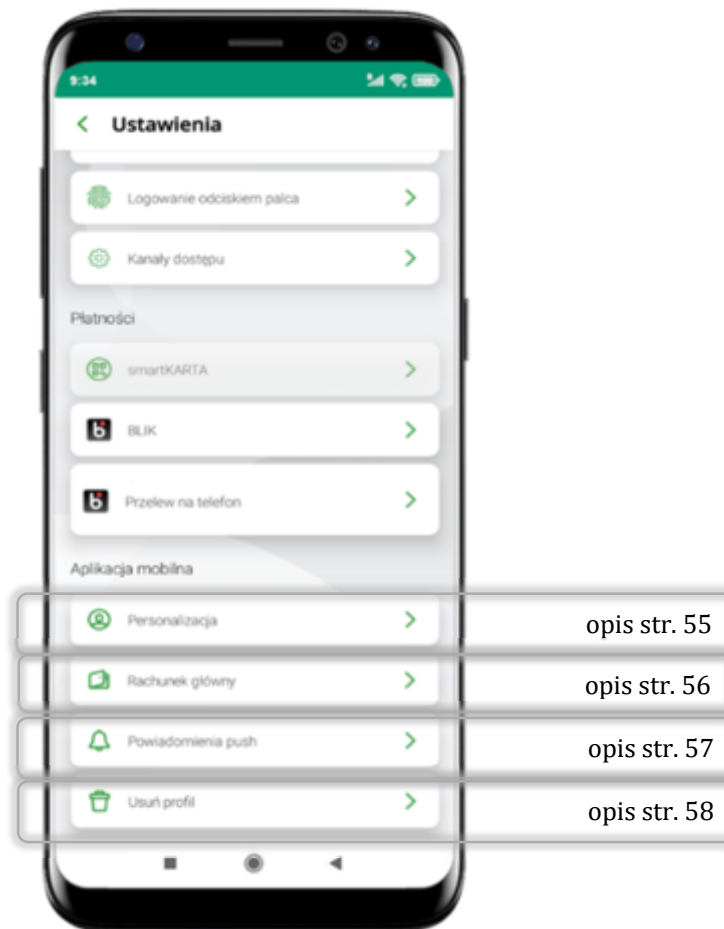 9:34
Ustawienia
Logowanie odciskiem palca
Kanały dostępu
Płatności
smartKARTA
BLIK
Przelew na telefon
Aplikacja mobilna
Personalizacja opis str. 55
Rachunek główny opis str. 56
Powiadomienia push opis str. 57
Usuń profil opis str. 58